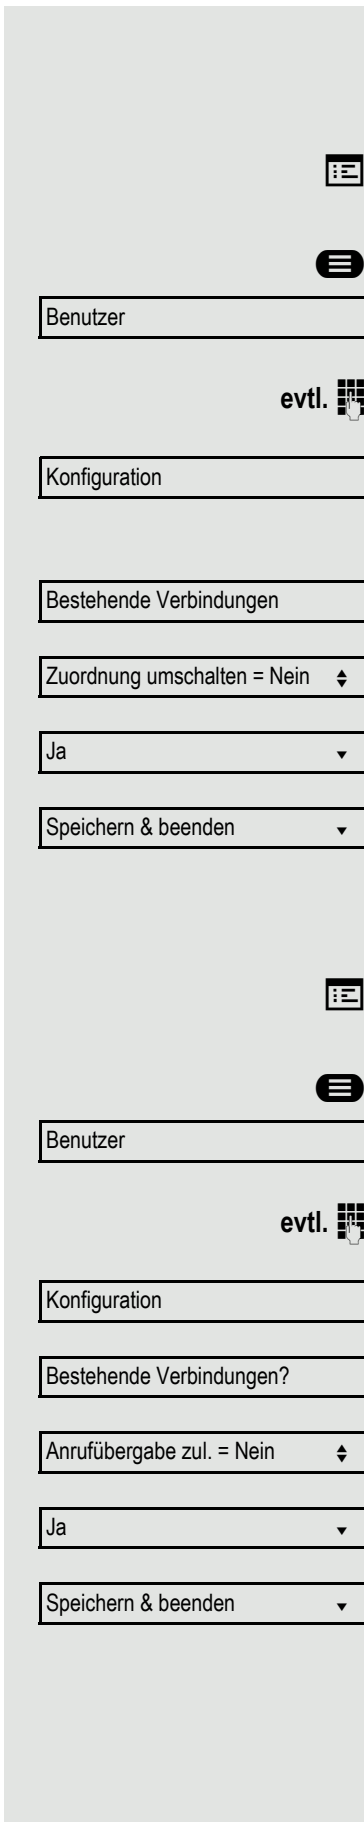 Benutzer
evtl.
Konfiguration
Bestehende Verbindungen
Zuordnung umschalten = Nein
Ja
Speichern & beenden
Benutzer
evtl.
Konfiguration
Bestehende Verbindungen?
Anrufübergabe zul. = Nein
Ja
Speichern & beenden